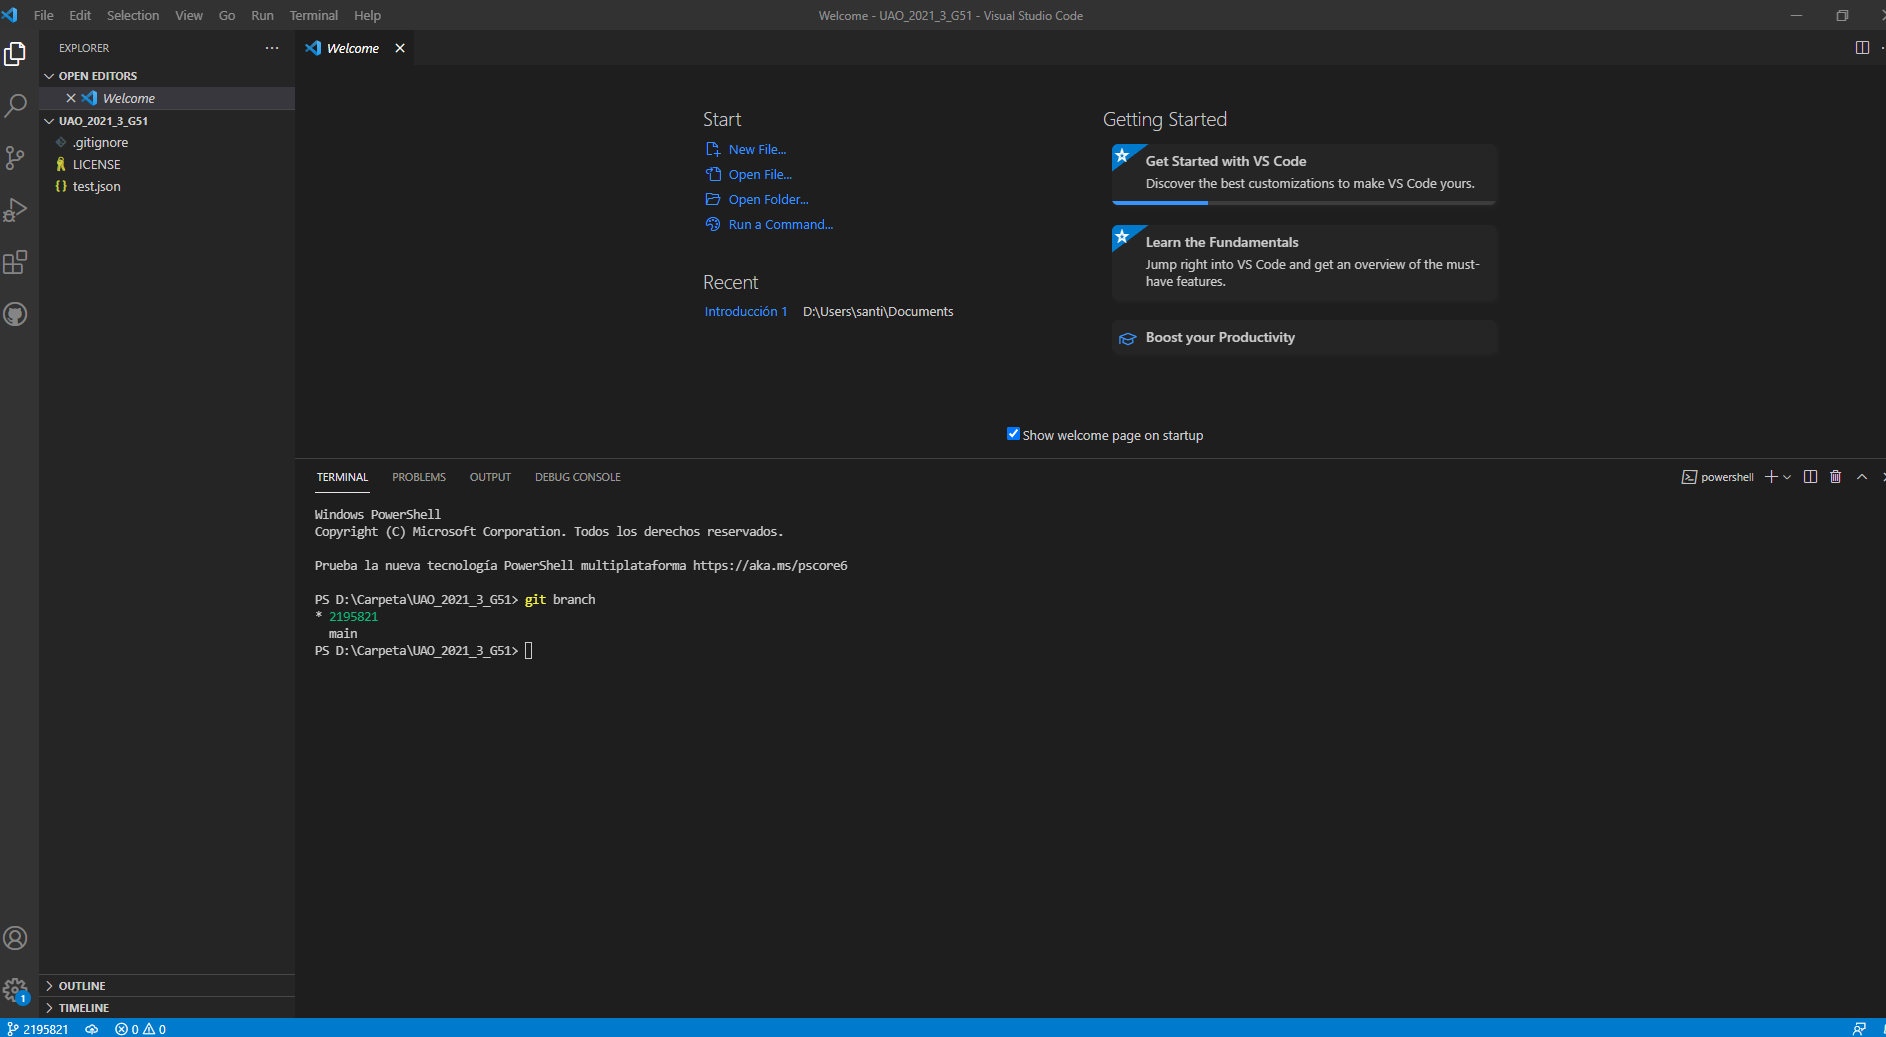 File Edit Selection View Go Run Terminal Help
Welcome - UAO_2021_3_G51 - Visual Studio Code
EXPLORER
OPEN EDITORS
Welcome
UAO_2021_3_G51
.gitignore
LICENSE
test.json
OUTLINE
TIMELINE
Welcome
Start
New File...
Open File...
Open Folder...
Run a Command...
Recent
Introducción 1 D:\Users\santi\Documents
Getting Started
Get Started with VS Code
Discover the best customizations to make VS Code yours.
Learn the Fundamentals
Jump right into VS Code and get an overview of the must-
have features.
Boost your Productivity
Show welcome page on startup
TERMINAL PROBLEMS OUTPUT DEBUG CONSOLE
powershell
Windows PowerShell
Copyright (C) Microsoft Corporation. Todos los derechos reservados.
Prueba la nueva tecnología PowerShell multiplataforma https://aka.ms/pscore6
PS D:\Carpeta\UAO_2021_3_G51> git branch
* 2195821
main
PS D:\Carpeta\UAO_2021_3_G51>
1
2195821 0 0